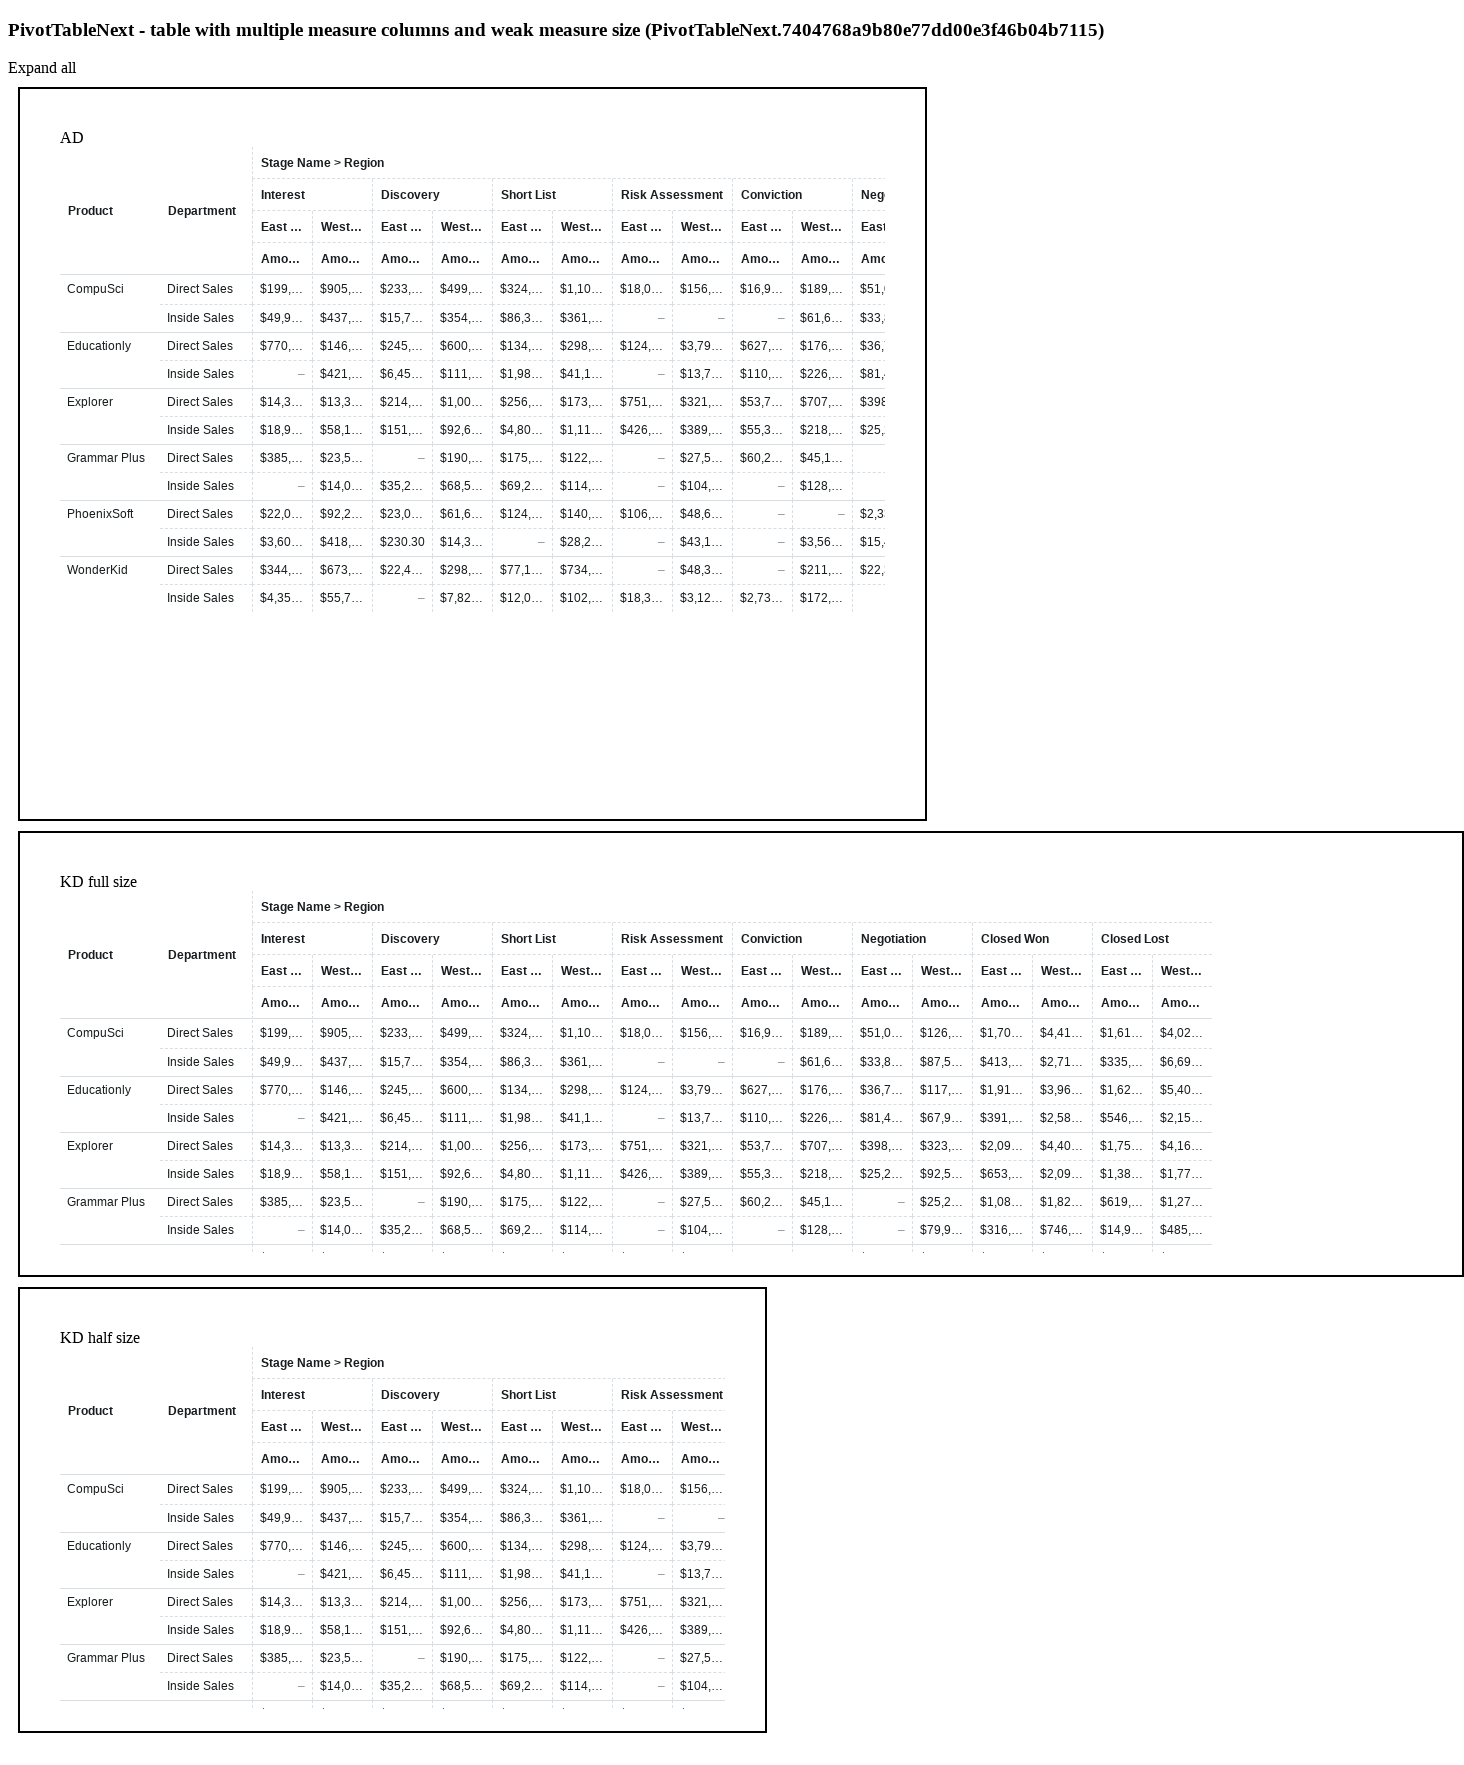 PivotTableNext - table with multiple measure columns and weak measure size (PivotTableNext.7404768a9b80e77dd00e3f46b04b7115)
Expand all
AD
Stage Name > Region
Interest Discovery Short List Risk Assessment Conviction
Product Department
East … West… East … West… East … West… East … West… East … West… East
Amo… Amo… Amo… Amo… Amo… Amo… Amo… Amo… Amo… Amo…
CompuSci Direct Sales $199,… $905,… $233,… $499,… $324,… $1,10… $18,0… $156,… $16,9… $189,… $51,
Inside Sales $49,9… $437,… $15,7… $354,… $86,3… $361,… – – – $61,6… $33,
Educationly Direct Sales $770,… $146,… $245,… $600,… $134,… $298,… $124,… $3,79… $627,… $176,… $36,
Inside Sales – $421,… $6,45… $111,… $1,98… $41,1… – $13,7… $110,… $226,… $81,
Explorer Direct Sales $14,3… $13,3… $214,… $1,00… $256,… $173,… $751,… $321,… $53,7… $707,… $398
Inside Sales $18,9… $58,1… $151,… $92,6… $4,80… $1,11… $426,… $389,… $55,3… $218,… $25,
Grammar Plus Direct Sales $385,… $23,5… – $190,… $175,… $122,… – $27,5… $60,2… $45,1…
Inside Sales – $14,0… $35,2… $68,5… $69,2… $114,… – $104,… – $128,…
PhoenixSoft Direct Sales $22,0… $92,2… $23,0… $61,6… $124,… $140,… $106,… $48,6… – – $2,3
Inside Sales $3,60… $418,… $230.30 $14,3… – $28,2… – $43,1… – $3,56… $15,
WonderKid Direct Sales $344,… $673,… $22,4… $298,… $77,1… $734,… – $48,3… – $211,… $22,
Inside Sales $4,35… $55,7… – $7,82… $12,0… $102,… $18,3… $3,12… $2,73… $172,…
KD full size
Stage Name > Region
Interest Discovery Short List Risk Assessment Conviction Negotiation Closed Won Closed Lost
Product Department
East … West… East … West… East … West… East … West… East … West… East … West… East … West… East … West…
Amo… Amo… Amo… Amo… Amo… Amo… Amo… Amo… Amo… Amo… Amo… Amo… Amo… Amo… Amo… Amo…
CompuSci Direct Sales $199,… $905,… $233,… $499,… $324,… $1,10… $18,0… $156,… $16,9… $189,… $51,0… $126,… $1,70… $4,41… $1,61… $4,02…
Inside Sales $49,9… $437,… $15,7… $354,… $86,3… $361,… – – – $61,6… $33,8… $87,5… $413,… $2,71… $335,… $6,69…
Educationly Direct Sales $770,… $146,… $245,… $600,… $134,… $298,… $124,… $3,79… $627,… $176,… $36,7… $117,… $1,91… $3,96… $1,62… $5,40…
Inside Sales – $421,… $6,45… $111,… $1,98… $41,1… – $13,7… $110,… $226,… $81,4… $67,9… $391,… $2,58… $546,… $2,15…
Explorer Direct Sales $14,3… $13,3… $214,… $1,00… $256,… $173,… $751,… $321,… $53,7… $707,… $398,… $323,… $2,09… $4,40… $1,75… $4,16…
Inside Sales $18,9… $58,1… $151,… $92,6… $4,80… $1,11… $426,… $389,… $55,3… $218,… $25,2… $92,5… $653,… $2,09… $1,38… $1,77…
Grammar Plus Direct Sales $385,… $23,5… – $190,… $175,… $122,… – $27,5… $60,2… $45,1… – $25,2… $1,08… $1,82… $619,… $1,27…
Inside Sales – $14,0… $35,2… $68,5… $69,2… $114,… – $104,… – $128,… – $79,9… $316,… $746,… $14,9… $485,…
KD half size
Stage Name > Region
Interest Discovery Short List Risk Assessment
Product Department
East … West… East … West… East … West… East … West…
Amo… Amo… Amo… Amo… Amo… Amo… Amo… Amo…
CompuSci Direct Sales $199,… $905,… $233,… $499,… $324,… $1,10… $18,0… $156,…
Inside Sales $49,9… $437,… $15,7… $354,… $86,3… $361,… – –
Educationly Direct Sales $770,… $146,… $245,… $600,… $134,… $298,… $124,… $3,79…
Inside Sales – $421,… $6,45… $111,… $1,98… $41,1… – $13,7…
Explorer Direct Sales $14,3… $13,3… $214,… $1,00… $256,… $173,… $751,… $321,…
Inside Sales $18,9… $58,1… $151,… $92,6… $4,80… $1,11… $426,… $389,…
Grammar Plus Direct Sales $385,… $23,5… – $190,… $175,… $122,… – $27,5…
Inside Sales – $14,0… $35,2… $68,5… $69,2… $114,… – $104,…